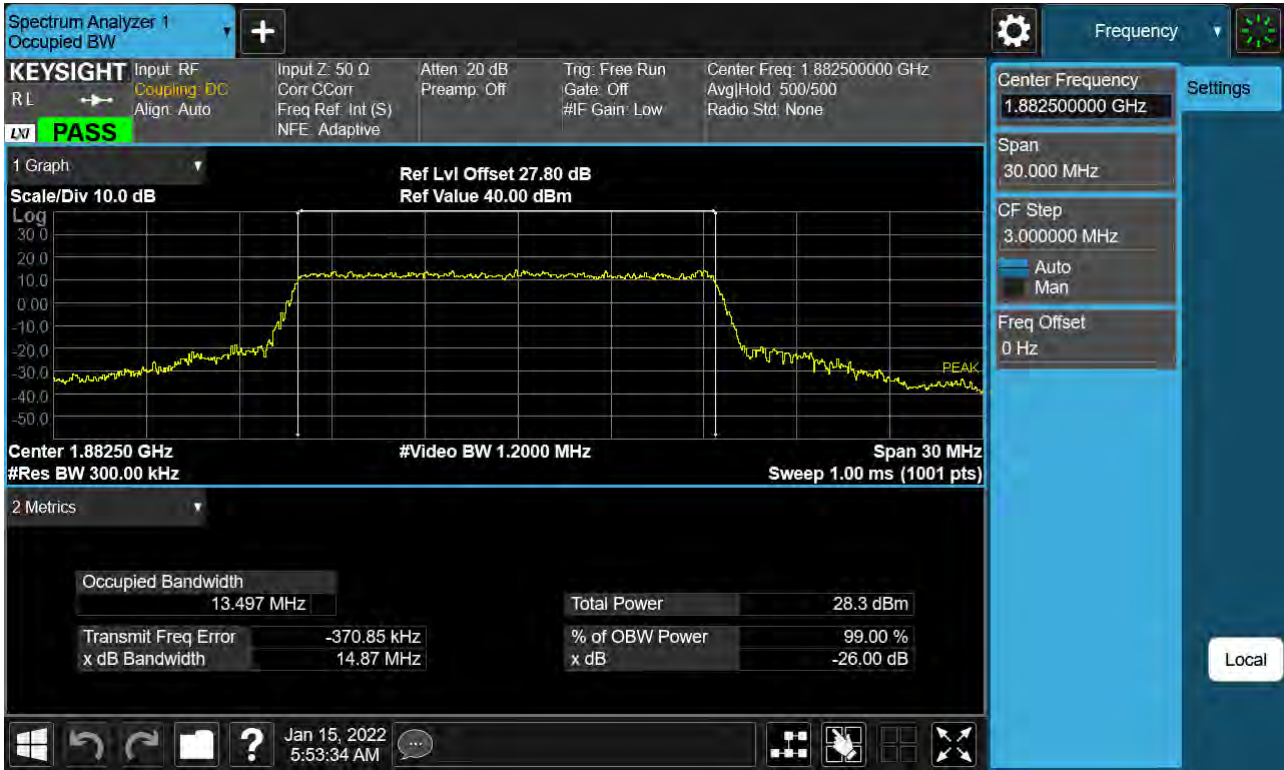 Spectrum Analyzer 1
Occupied BW
+
Frequency
KEYSIGHT
R L
LXI
PASS
Input: RF
Coupling: DC
Align: Auto
Input Z: 50 Ω
Corr CCorr
Freq Ref: Int (S)
NFE: Adaptive
Atten: 20 dB
Preamp: Off
Trig: Free Run
Gate: Off
#IF Gain: Low
Center Freq: 1.882500000 GHz
Avg|Hold: 500/500
Radio Std: None
Center Frequency
1.882500000 GHz
Settings
Span
30.000 MHz
CF Step
3.000000 MHz
Auto
Man
Freq Offset
0 Hz
1 Graph
Scale/Div 10.0 dB
Ref Lvl Offset 27.80 dB
Ref Value 40.00 dBm
Log
30.0
20.0
10.0
0.00
-10.0
-20.0
-30.0
-40.0
-50.0
PEAK
Center 1.88250 GHz
#Video BW 1.2000 MHz
Span 30 MHz
#Res BW 300.00 kHz
Sweep 1.00 ms (1001 pts)
2 Metrics
Occupied Bandwidth
13.497 MHz
Total Power 28.3 dBm
Transmit Freq Error -370.85 kHz
% of OBW Power 99.00 %
x dB Bandwidth 14.87 MHz
x dB -26.00 dB
Local
?
Jan 15, 2022
5:53:34 AM